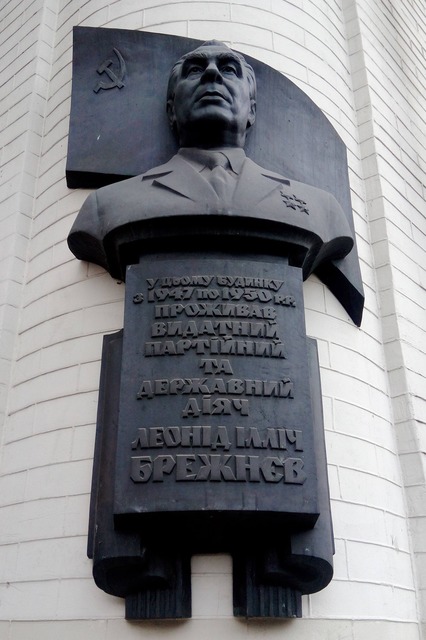 У ЦЬОМУ БУДИНКУ
З 1947 ПО 1950 РР.
ПРОЖИВАВ
ВИДАТНИЙ
ПАРТІЙНИЙ
ТА
ДЕРЖАВНИЙ
ДІЯЧ
ЛЕОНІД ІЛЛІЧ
БРЕЖНЄВ